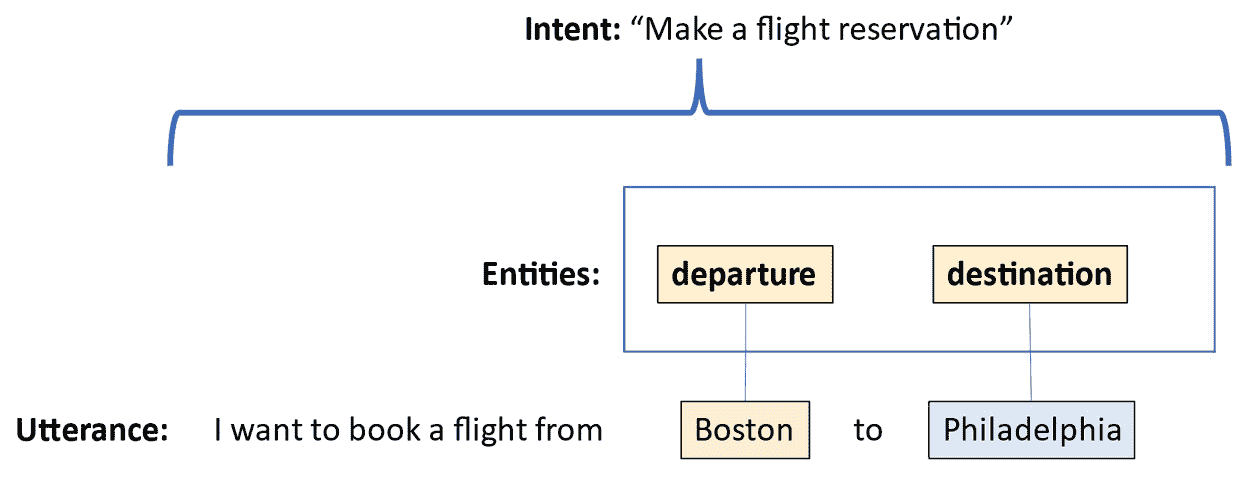 Intent: “Make a flight reservation”
Entities: departure destination
Utterance: I want to book a flight from Boston to Philadelphia